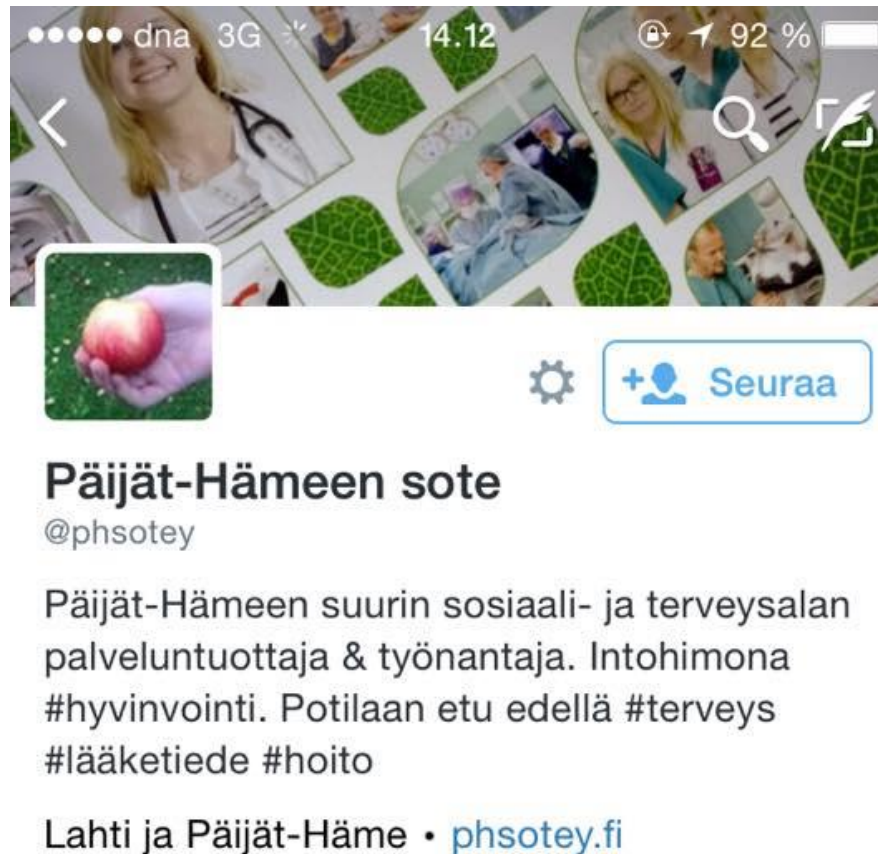 dna 3G 14.12 92 %
+ Seuraa
Päijät-Hämeen sote
@phsotey
Päijät-Hämeen suurin sosiaali- ja terveysalan
palveluntuottaja & työnantaja. Intohimona
#hyvinvointi. Potilaan etu edellä #terveys
#lääketiede #hoito
Lahti ja Päijät-Häme • phsotey.fi